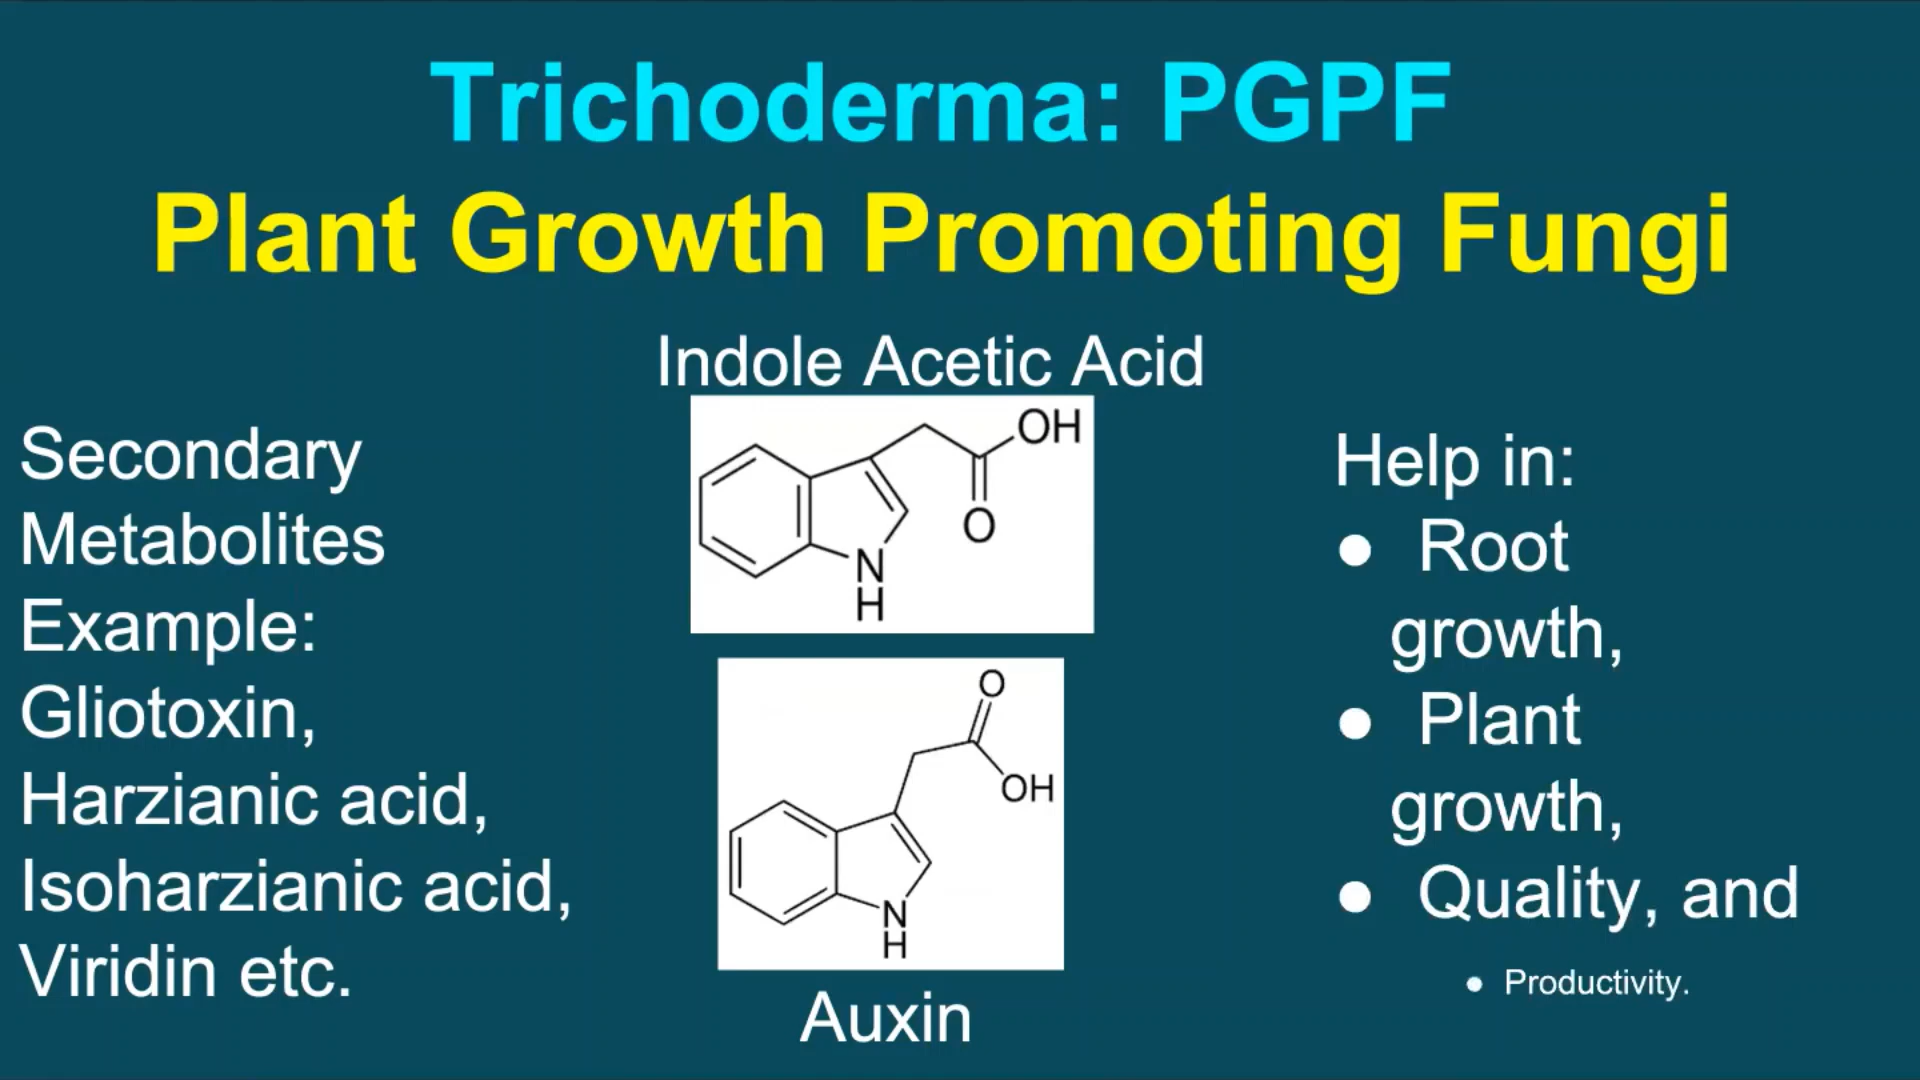 Trichoderma: PGPF
Plant Growth Promoting Fungi
Secondary
Metabolites
Example:
Gliotoxin,
Harzianic acid,
Isoharzianic acid,
Viridin etc.
Indole Acetic Acid
OH
O
N
H
O
OH
N
H
Auxin
Help in:
● Root
growth,
● Plant
growth,
● Quality, and
● Productivity.